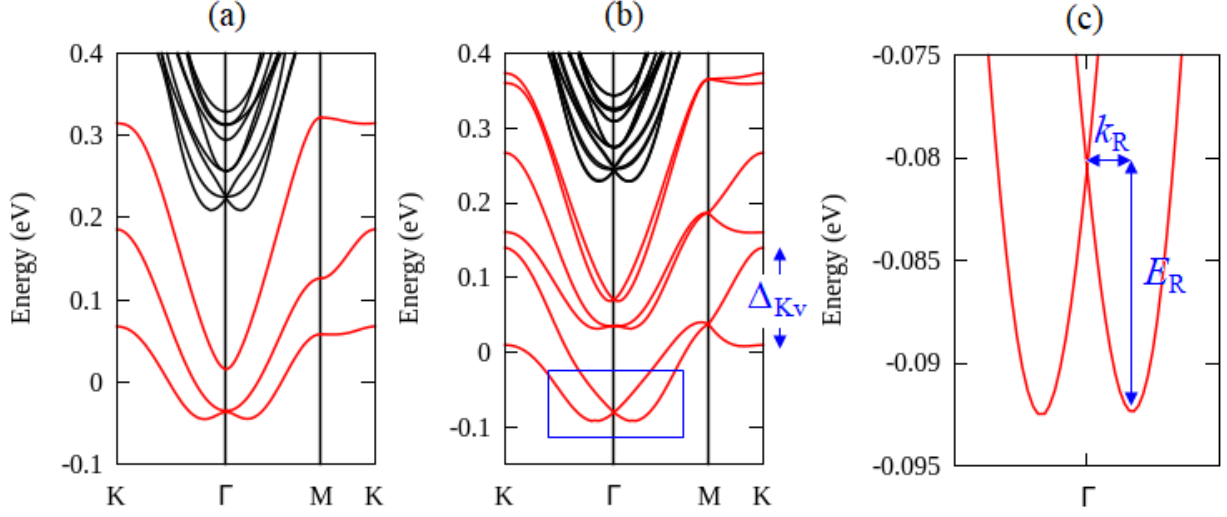 (a)
(b)
(c)
Energy (eV)
0.4
0.3
0.2
0.1
0
-0.1
K
Γ
M
K
Energy (eV)
0.4
0.3
0.2
0.1
0
-0.1
K
Γ
M
K
ΔKv
Energy (eV)
-0.075
-0.08
-0.085
-0.09
-0.095
Γ
kR
ER